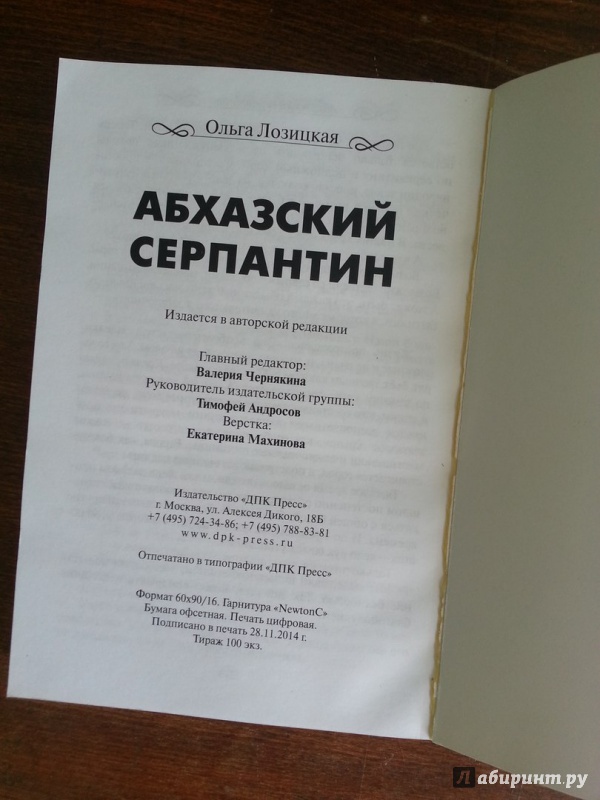 Ольга Лозицкая
АБХАЗСКИЙ
СЕРПАНТИН
Издается в авторской редакции
Главный редактор:
Валерия Чернякина
Руководитель издательской группы:
Тимофей Андросов
Верстка:
Екатерина Махинова
Издательство «ДПК Пресс»
г. Москва, ул. Алексея Дикого, 18Б
+7 (495) 724-34-86; +7 (495) 788-83-81
www.dpk-press.ru
Отпечатано в типографии «ДПК Пресс»
Формат 60х90/16. Гарнитура «NewtonC»
Бумага офсетная. Печать цифровая.
Подписано в печать 28.11.2014 г.
Тираж 100 экз.
Лабиринт.ру